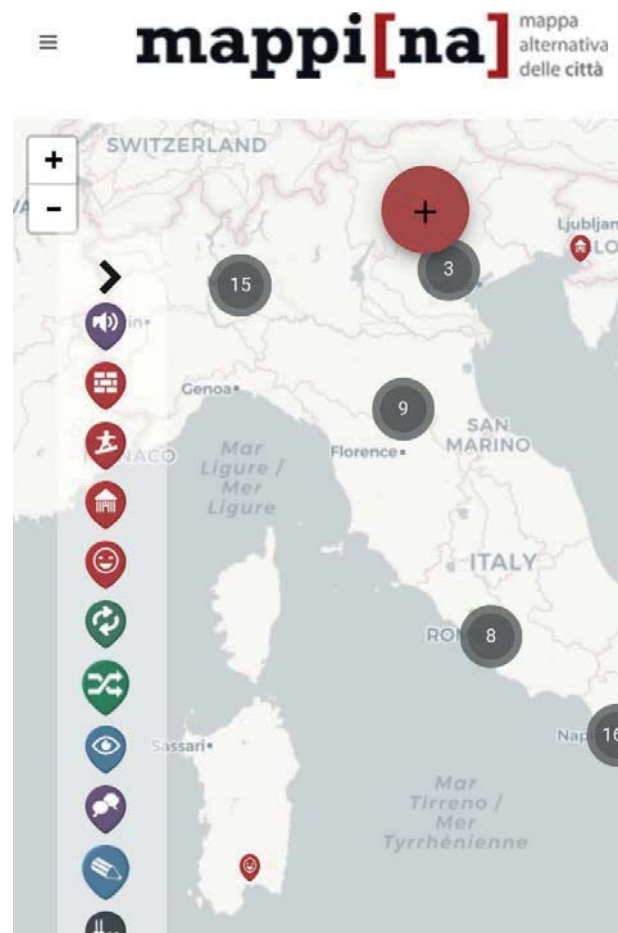 mappi[na]
mappa
alternativa
delle città
+
-
SWITZERLAND
+
Ljubljan
3
15
Genoa
9
SAN
MARINO
Florence
Mar
Ligure /
Mer
Ligure
ITALY
8
16
Sassari
Mar
Tirreno /
Mer
Tyrrhénienne